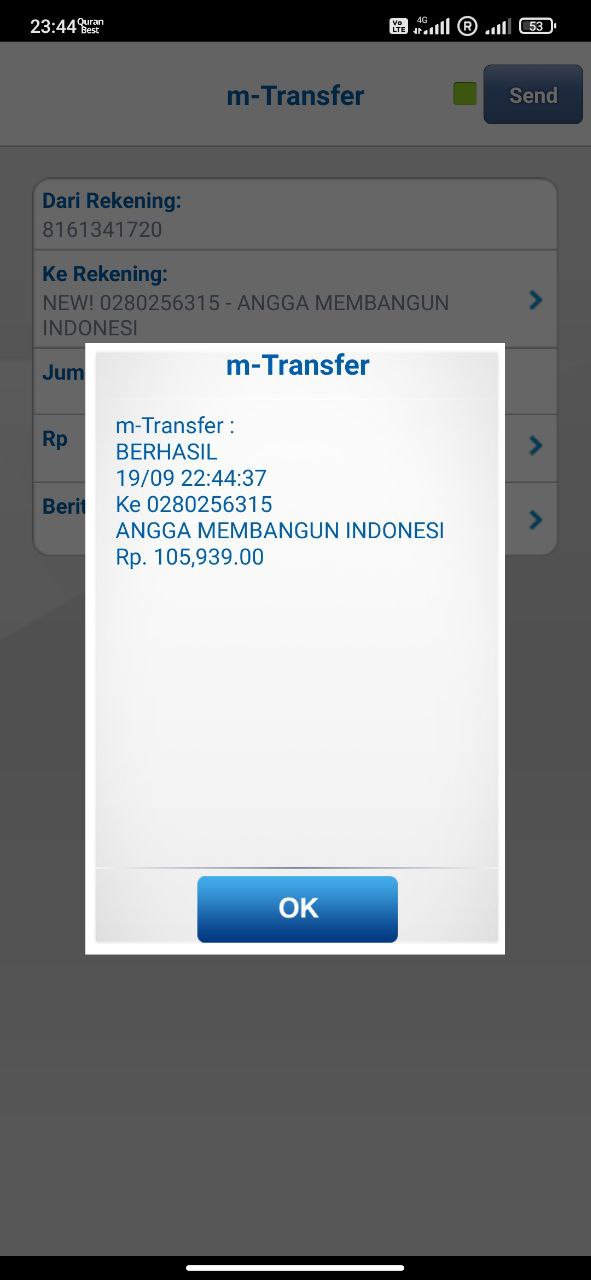 23:44 Quran Best Vo LTE 4G R 53
m-Transfer
Send
Dari Rekening:
8161341720
Ke Rekening:
NEW! 0280256315 - ANGGA MEMBANGUN
INDONESI
Jum
Rp
Berit
m-Transfer
m-Transfer :
BERHASIL
19/09 22:44:37
Ke 0280256315
ANGGA MEMBANGUN INDONESI
Rp. 105,939.00
OK